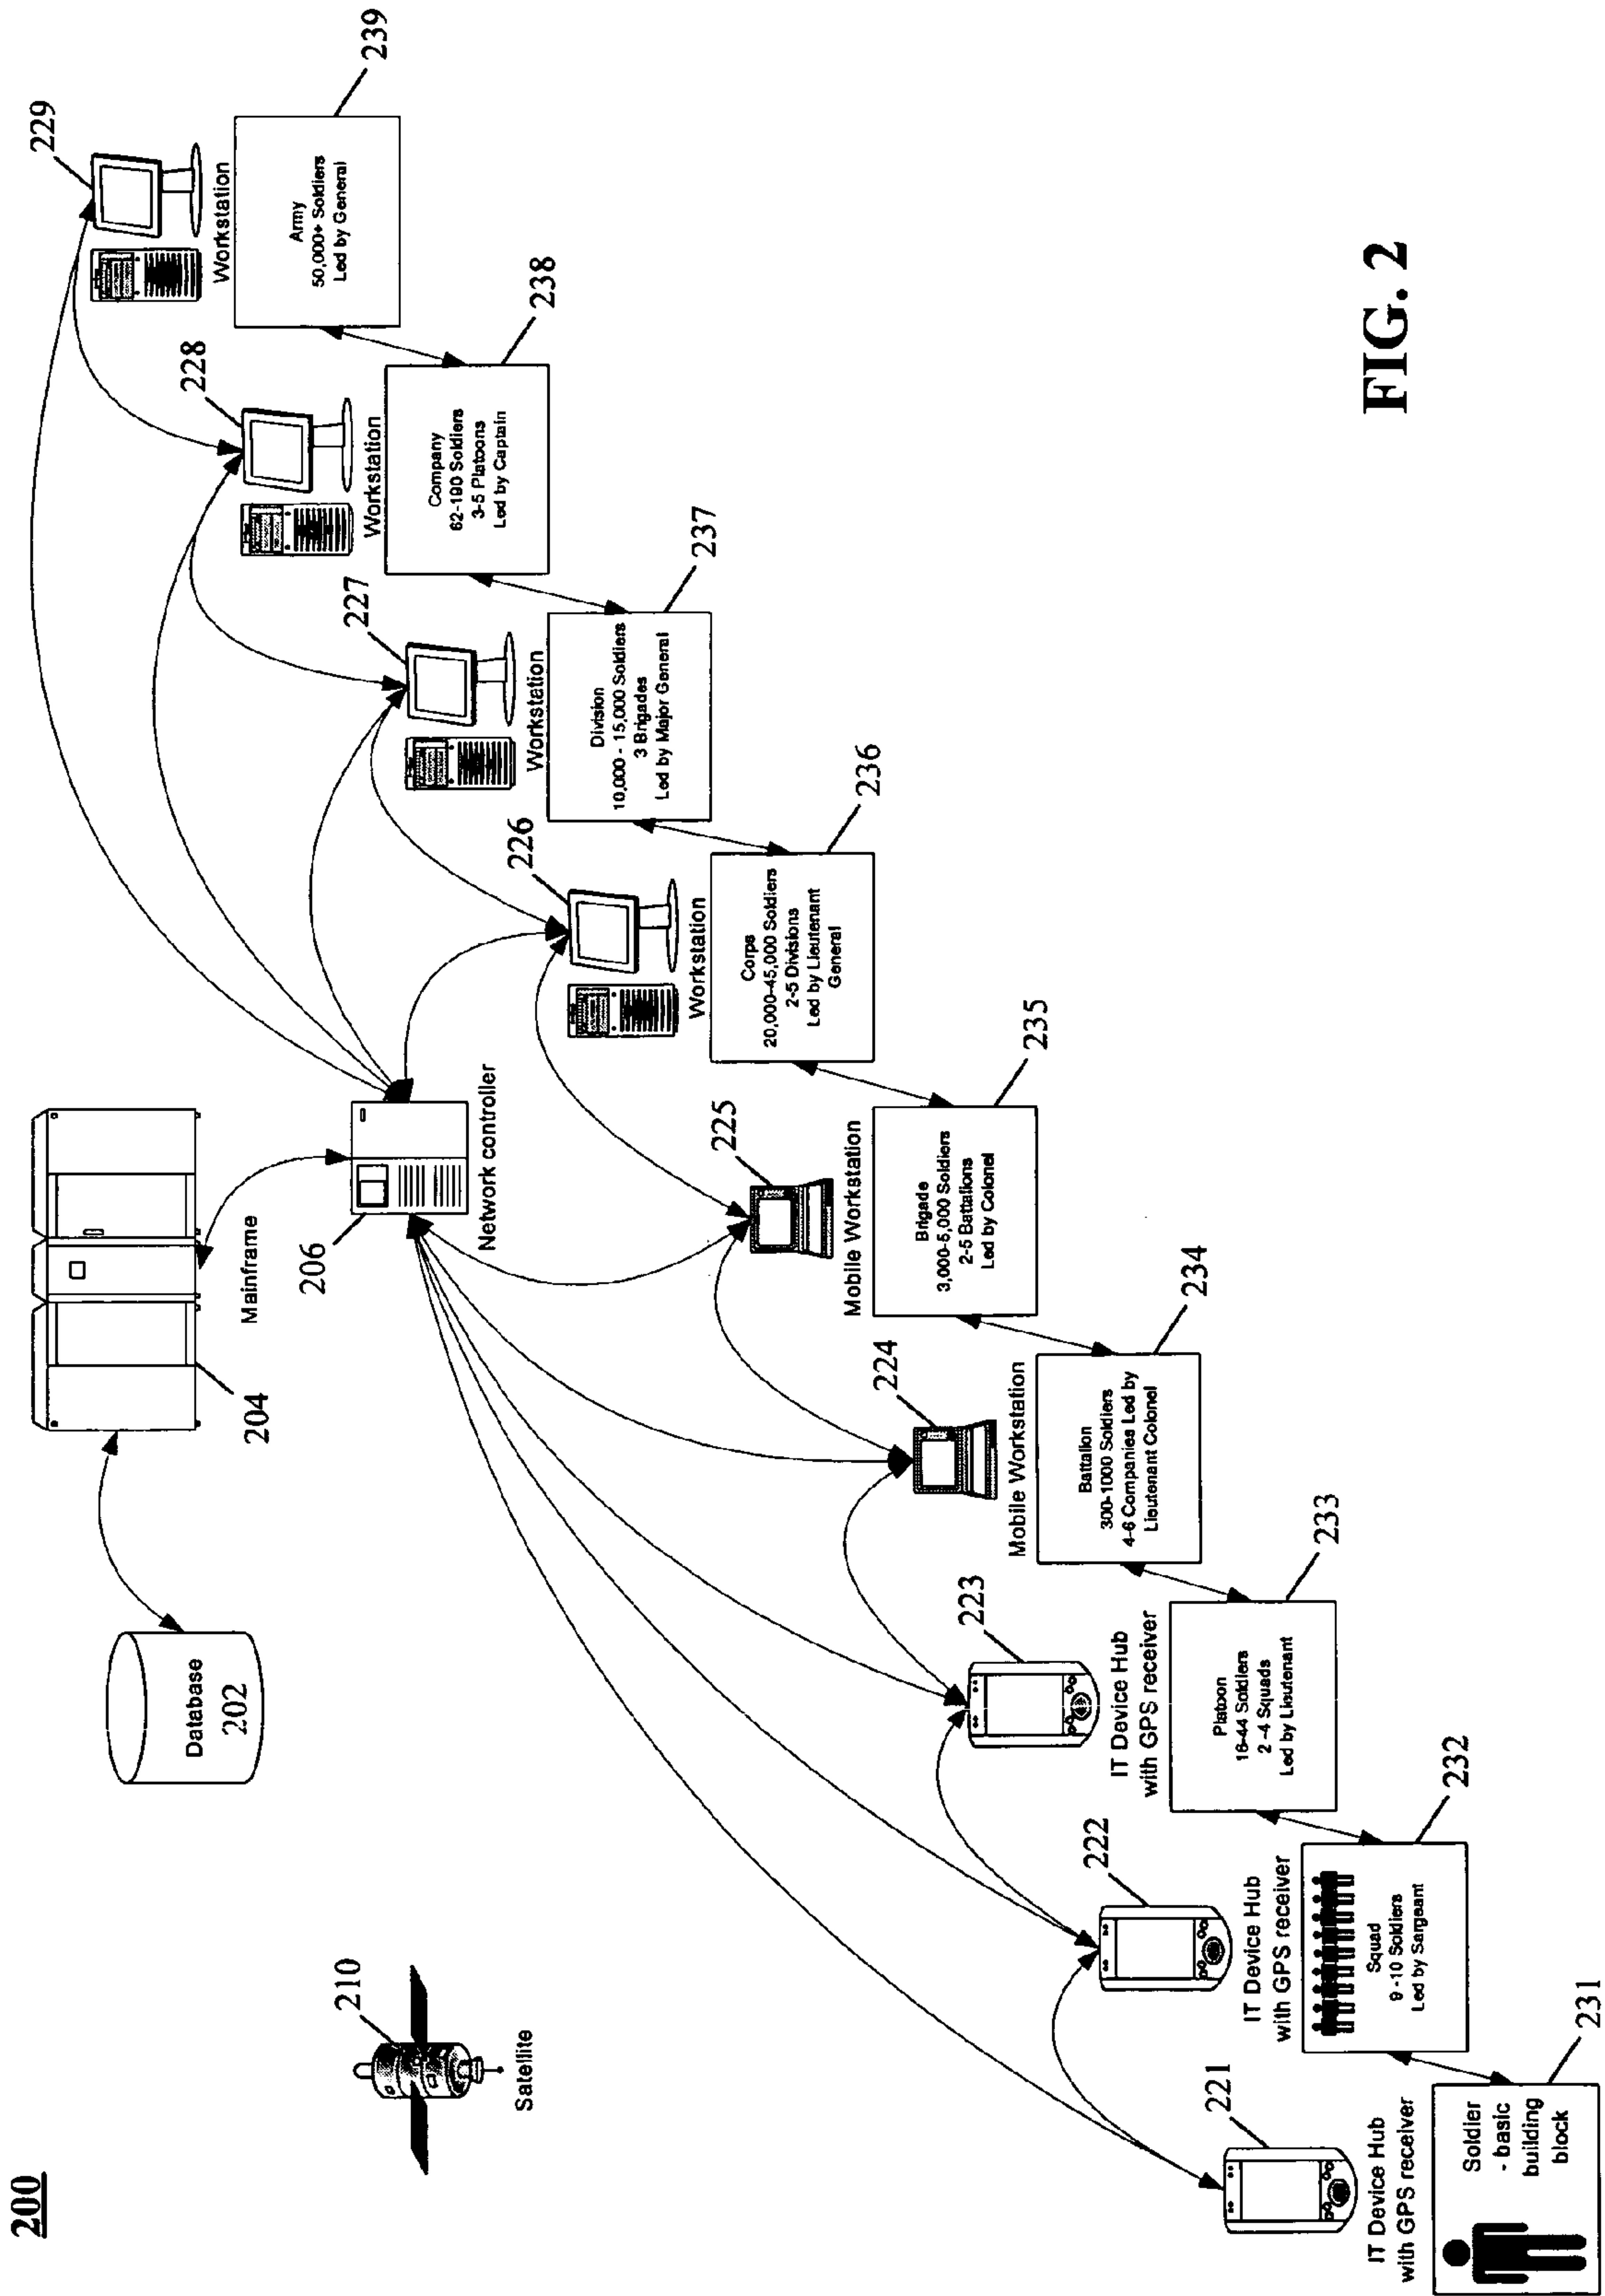 200
210
Satellite
Database
202
204
Mainframe
206
Network controller
229
Workstation
Army
50,000+ Soldiers
Led by General
239
228
Workstation
Company
62-190 Soldiers
3-5 Platoons
Led by Captain
238
227
Workstation
Division
10,000 - 15,000 Soldiers
3 Brigades
Led by Major General
237
226
Workstation
Corps
20,000-45,000 Soldiers
2-5 Divisions
Led by Lieutenant
General
236
225
Mobile Workstation
Brigade
3,000-5,000 Soldiers
2-5 Battalions
Led by Colonel
235
224
Mobile Workstation
Battalion
300-1000 Soldiers
4-6 Companies Led by
Lieutenant Colonel
234
223
IT Device Hub
with GPS receiver
Platoon
16-44 Soldiers
2 -4 Squads
Led by Lieutenant
233
222
IT Device Hub
with GPS receiver
Squad
9 -10 Soldiers
Led by Sargeant
232
221
IT Device Hub
with GPS receiver
Soldier
- basic
building
block
231
FIG. 2